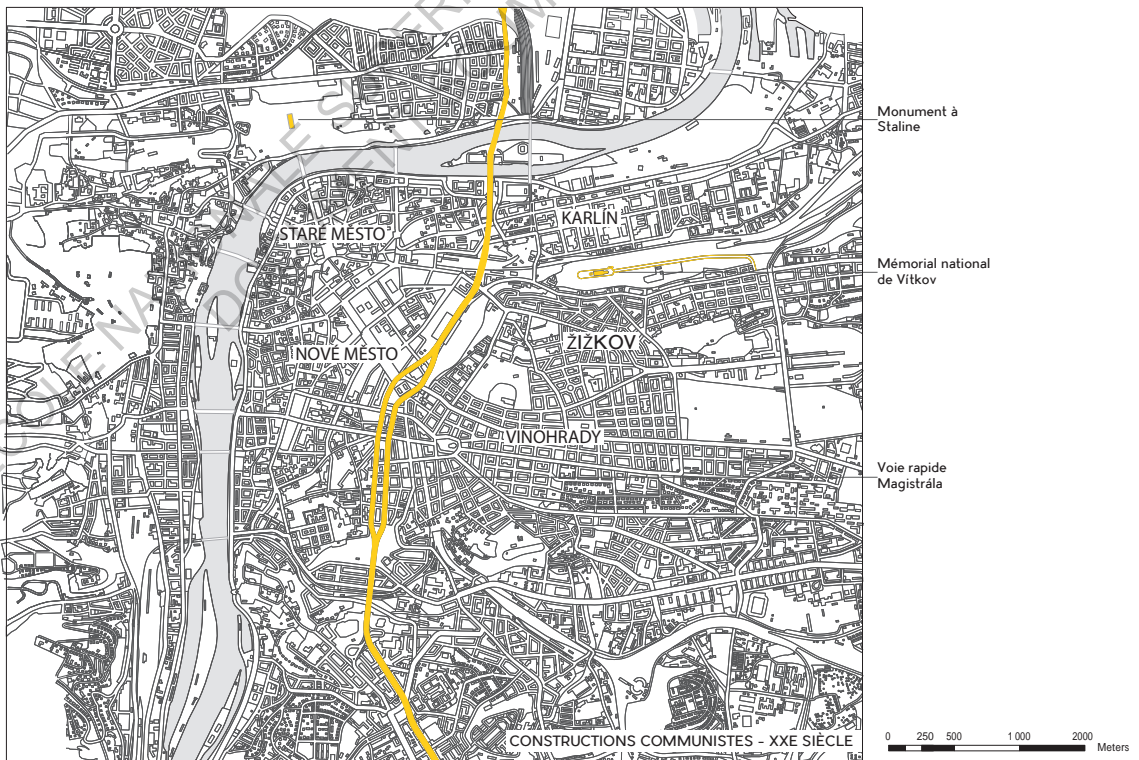 Monument à
Staline
KARLÍN
STARÉ MĚSTO
Mémorial national
de Vítkov
ŽIŽKOV
NOVÉ MĚSTO
VINOHRADY
Voie rapide
Magistrála
CONSTRUCTIONS COMMUNISTES - XXE SIÈCLE
0 250 500 1 000 2000 Meters